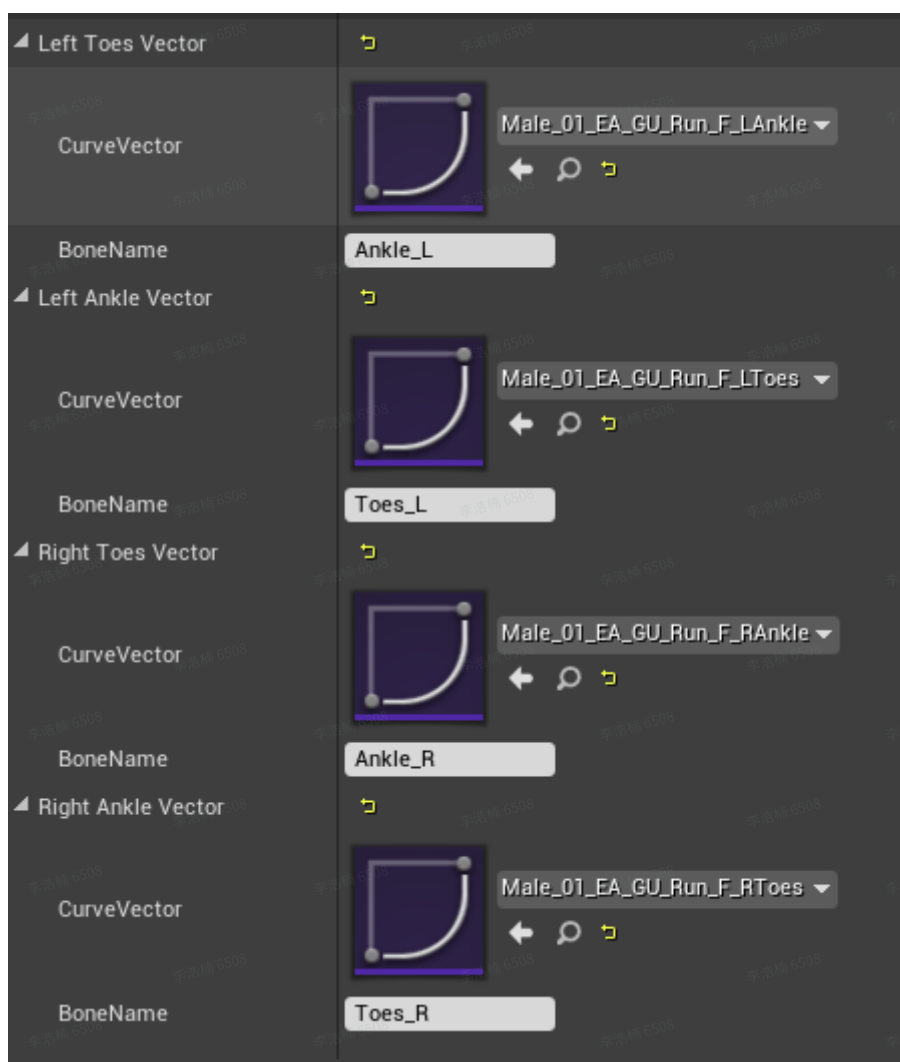 Left Toes Vector
CurveVector
Male_01_EA_GU_Run_F_LAnkle
BoneName
Ankle_L
Left Ankle Vector
CurveVector
Male_01_EA_GU_Run_F_LToes
BoneName
Toes_L
Right Toes Vector
CurveVector
Male_01_EA_GU_Run_F_RAnkle
BoneName
Ankle_R
Right Ankle Vector
CurveVector
Male_01_EA_GU_Run_F_RToes
BoneName
Toes_R